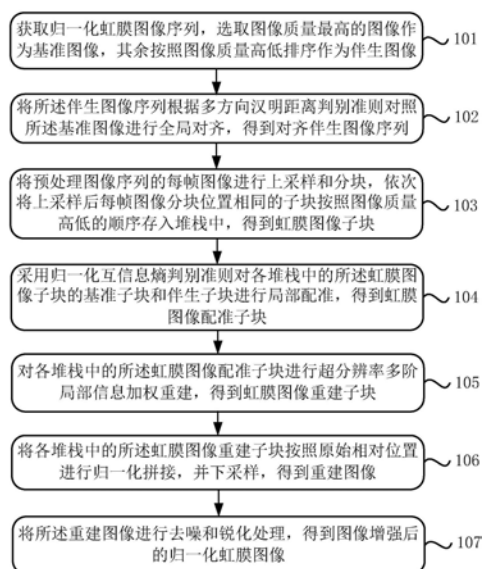 获取归一化虹膜图像序列，选取图像质量最高的图像作
为基准图像，其余按照图像质量高低排序作为伴生图像
101
将所述伴生图像序列根据多方向汉明距离判别准则对照
所述基准图像进行全局对齐，得到对齐伴生图像序列
102
将预处理图像序列的每帧图像进行上采样和分块，依次
将上采样后每帧图像分块位置相同的子块按照图像质量
高低的顺序存入堆栈中，得到虹膜图像子块
103
采用归一化互信息熵判别准则对各堆栈中的所述虹膜图
像子块的基准子块和伴生子块进行局部配准，得到虹膜
图像配准子块
104
对各堆栈中的所述虹膜图像配准子块进行超分辨率多阶
局部信息加权重建，得到虹膜图像重建子块
105
将各堆栈中的所述虹膜图像重建子块按照原始相对位置
进行归一化拼接，并下采样，得到重建图像
106
将所述重建图像进行去噪和锐化处理，得到图像增强后
的归一化虹膜图像
107